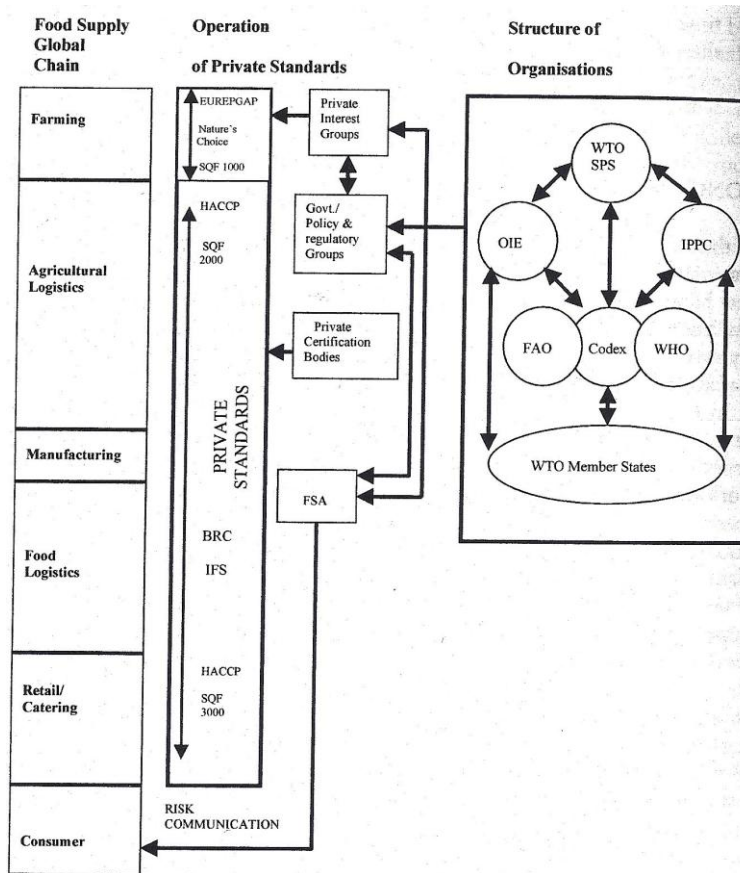 Food Supply
Global
Chain
Operation
of Private Standards
Structure of
Organisations
Farming
Agricultural
Logistics
Manufacturing
Food
Logistics
Retail/
Catering
Consumer
EUREPGAP
Nature's
Choice
SQF 1000
HACCP
SQF
2000
PRIVATE
STANDARDS
BRC
IFS
HACCP
SQF
3000
RISK
COMMUNICATION
Private
Interest
Groups
Govt./
Policy &
regulatory
Groups
Private
Certification
Bodies
FSA
WTO
SPS
OIE
IPPC
FAO
Codex
WHO
WTO Member States